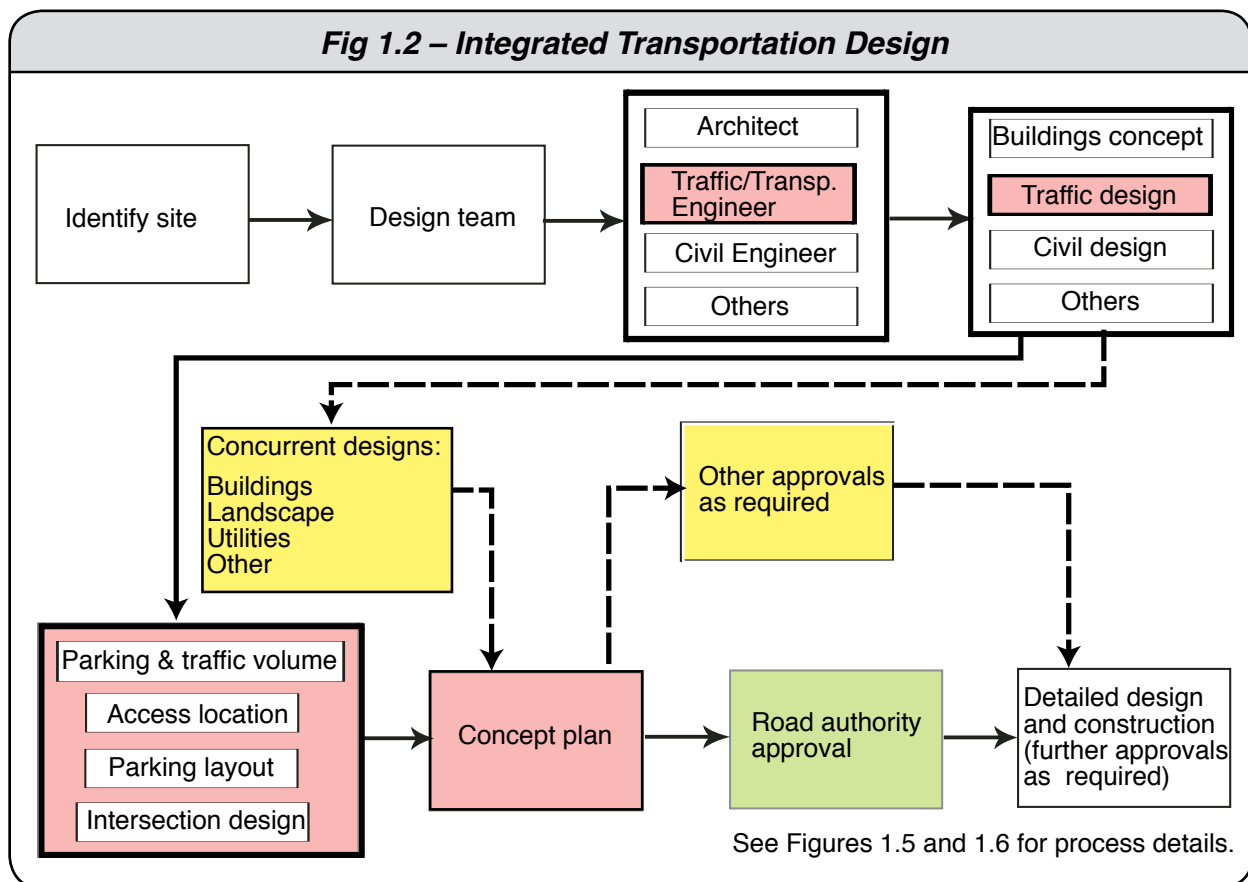 Fig 1.2 – Integrated Transportation Design
Identify site
Design team
Architect
Traffic/Transp.
Engineer
Civil Engineer
Others
Buildings concept
Traffic design
Civil design
Others
Concurrent designs:
Buildings
Landscape
Utilities
Other
Other approvals
as required
Parking & traffic volume
Access location
Parking layout
Intersection design
Concept plan
Road authority
approval
Detailed design
and construction
(further approvals
as required)
See Figures 1.5 and 1.6 for process details.